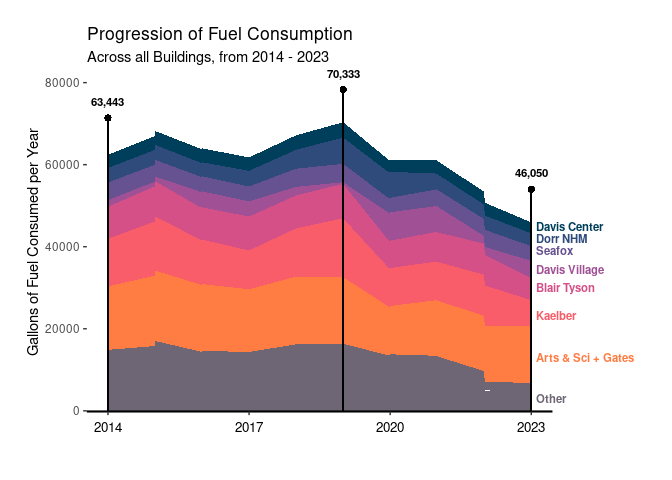 Progression of Fuel Consumption
Across all Buildings, from 2014 - 2023
Gallons of Fuel Consumed per Year
80000
60000
40000
20000
0
63,443
70,333
46,050
Davis Center
Dorr NHM
Seafox
Davis Village
Blair Tyson
Kaelber
Arts & Sci + Gates
Other
2014
2017
2020
2023